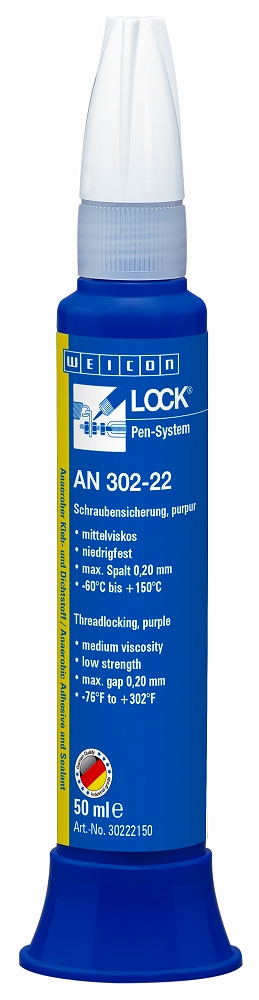 WEICON
LOCK®
Pen-System
AN 302-22
Schraubensicherung, purpur
• mittelviskos
• niedrigfest
• max. Spalt 0,20 mm
• -60°C bis +150°C
Threadlocking, purple
• medium viscosity
• low strength
• max. gap 0,20 mm
• -76°F to +302°F
50 ml e
Art.-No. 30222150
Anaerober Kleb- und Dichtstoff / Anaerobic Adhesive and Sealant
German Quality